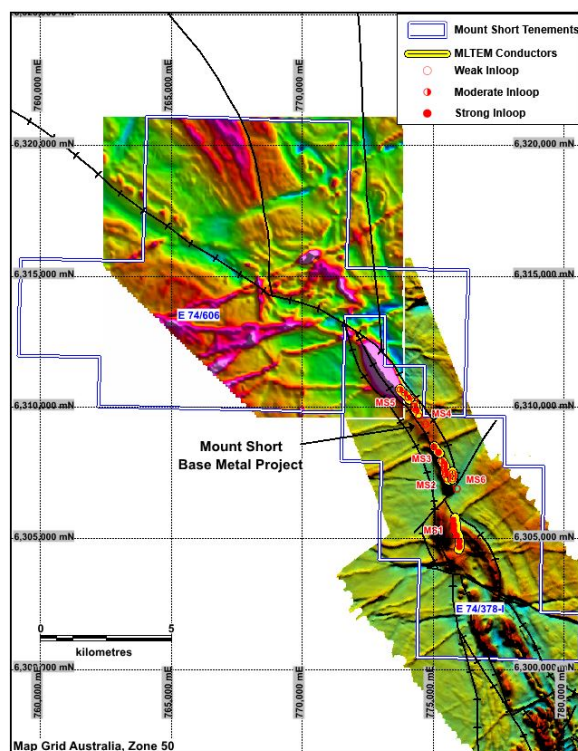 Mount Short Tenements
MLTEM Conductors
Weak Inloop
Moderate Inloop
Strong Inloop
760,000 mE
765,000 mE
770,000 mE
6,320,000 mN
6,320,000 mN
6,315,000 mN
6,315,000 mN
E 74/606
MS5
MS4
6,310,000 mN
6,310,000 mN
Mount Short
Base Metal Project
MS3
MS2
MS6
MS1
6,305,000 mN
6,305,000 mN
E 74/378-I
0
5
kilometres
6,300,000 mN
6,300,000 mN
760,000 mE
765,000 mE
770,000 mE
775,000 mE
780,000 mE
Map Grid Australia, Zone 50